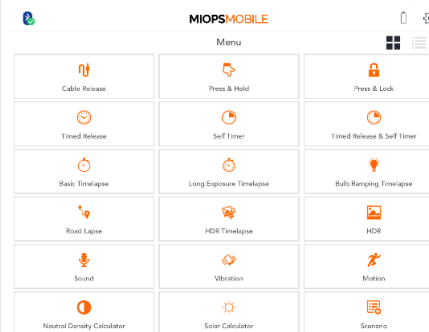 MIOPSMOBILE
Menu
Cable Release
Press & Hold
Press & Lock
Timed Release
Self Timer
Timed Release & Self Timer
Basic Timelapse
Long Exposure Timelapse
Bulb Ramping Timelapse
Road Lapse
HDR Timelapse
HDR
Sound
Vibration
Motion
Neutral Density Calculator
Solar Calculator
Scenario